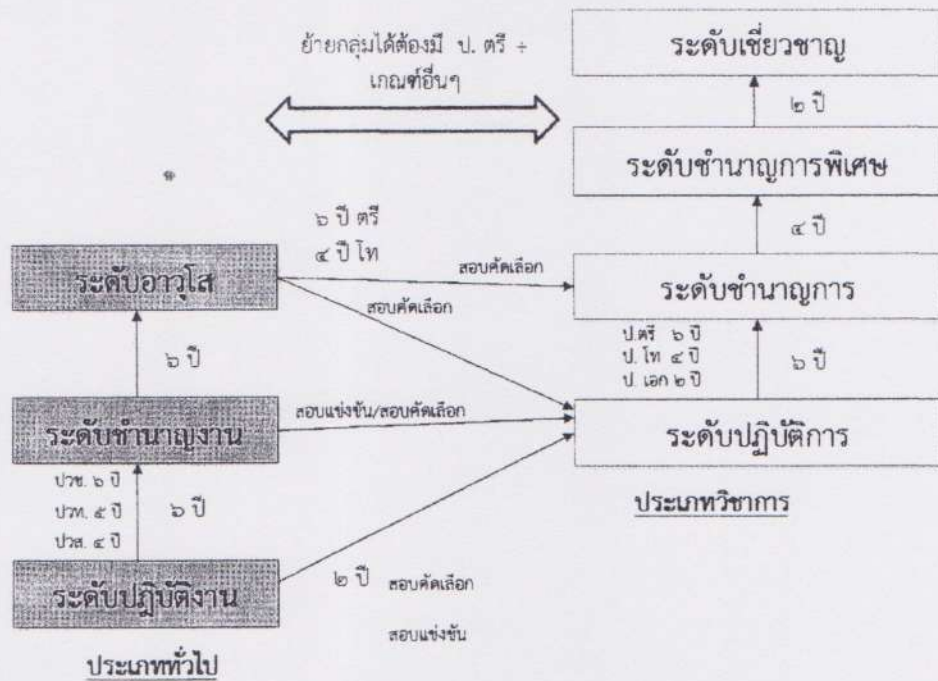 ย้ายกลุ่มได้ต้องมี ป. ตรี +
เกณฑ์อื่นๆ
ระดับเชี่ยวชาญ
๒ ปี
ระดับชำนาญการพิเศษ
*
๖ ปี ตรี
๔ ปี โท
๔ ปี
ระดับอาวุโส
สอบคัดเลือก
สอบคัดเลือก
ระดับชำนาญการ
๖ ปี
ป.ตรี ๖ ปี
ป. โท ๔ ปี
ป. เอก ๒ ปี
๖ ปี
ระดับชำนาญงาน
สอบแข่งขัน/สอบคัดเลือก
ระดับปฏิบัติการ
ประเภทวิชาการ
ปวช. ๖ ปี
ปวท. ๕ ปี
ปวส. ๔ ปี
๖ ปี
ระดับปฏิบัติงาน
๒ ปี สอบคัดเลือก
สอบแข่งขัน
ประเภททั่วไป